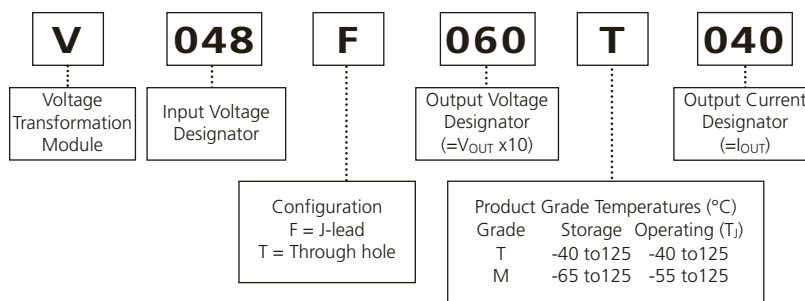 V 048 F 060 T 040
Voltage
Transformation
Module
Input Voltage
Designator
Output Voltage
Designator
(=VOUT x10)
Output Current
Designator
(=IOUT)
Configuration
F = J-lead
T = Through hole
Product Grade Temperatures (°C)
Grade Storage Operating (TJ)
T -40 to125 -40 to125
M -65 to125 -55 to125